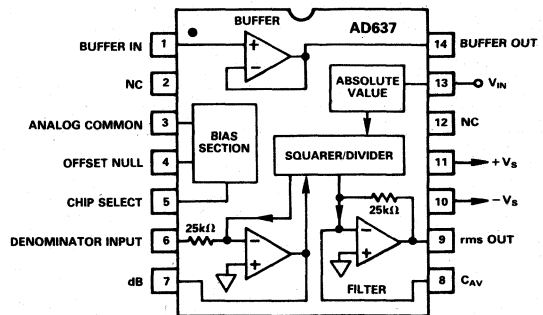 BUFFER
AD637
BUFFER IN 1
14 BUFFER OUT
NC 2
ABSOLUTE
VALUE
13 VIN
ANALOG COMMON 3
BIAS
SECTION
12 NC
OFFSET NULL 4
SQUARER/DIVIDER
11 +VS
CHIP SELECT 5
10 -VS
25kΩ
25kΩ
DENOMINATOR INPUT 6
9 rms OUT
dB 7
FILTER
8 CAV
+
-
-
+
-
+